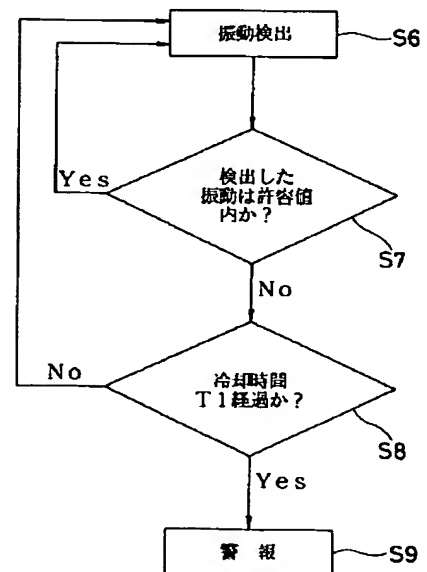 振動検出
S6
検出した
振動は許容値
内か？
Yes
S7
No
冷却時間
T1経過か？
No
S8
Yes
警 報
S9